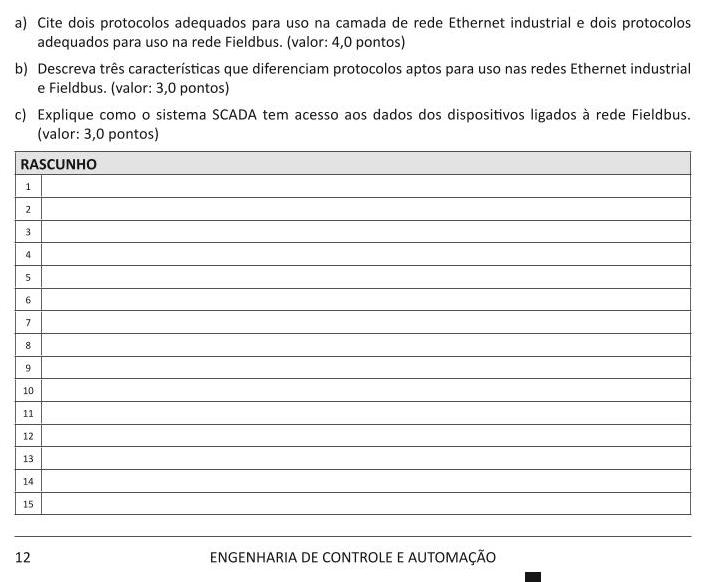 a) Cite dois protocolos adequados para uso na camada de rede Ethernet industrial e dois protocolos
adequados para uso na rede Fieldbus. (valor: 4,0 pontos)
b) Descreva três características que diferenciam protocolos aptos para uso nas redes Ethernet industrial
e Fieldbus. (valor: 3,0 pontos)
c) Explique como o sistema SCADA tem acesso aos dados dos dispositivos ligados à rede Fieldbus.
(valor: 3,0 pontos)
RASCUNHO
1
2
3
4
5
6
7
8
9
10
11
12
13
14
15
12 ENGENHARIA DE CONTROLE E AUTOMAÇÃO